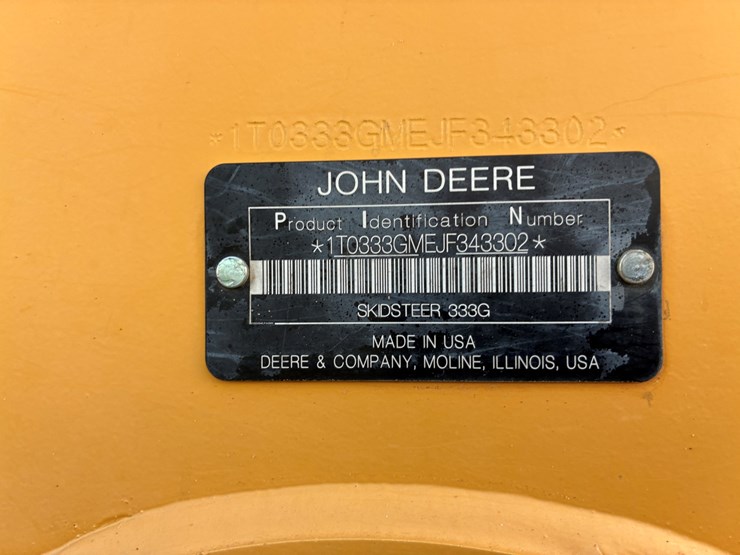 *1T0333GMEJF343302*
JOHN DEERE
Product Identification Number
*1T0333GMEJF343302*
SKIDSTEER 333G
MADE IN USA
DEERE & COMPANY, MOLINE, ILLINOIS, USA